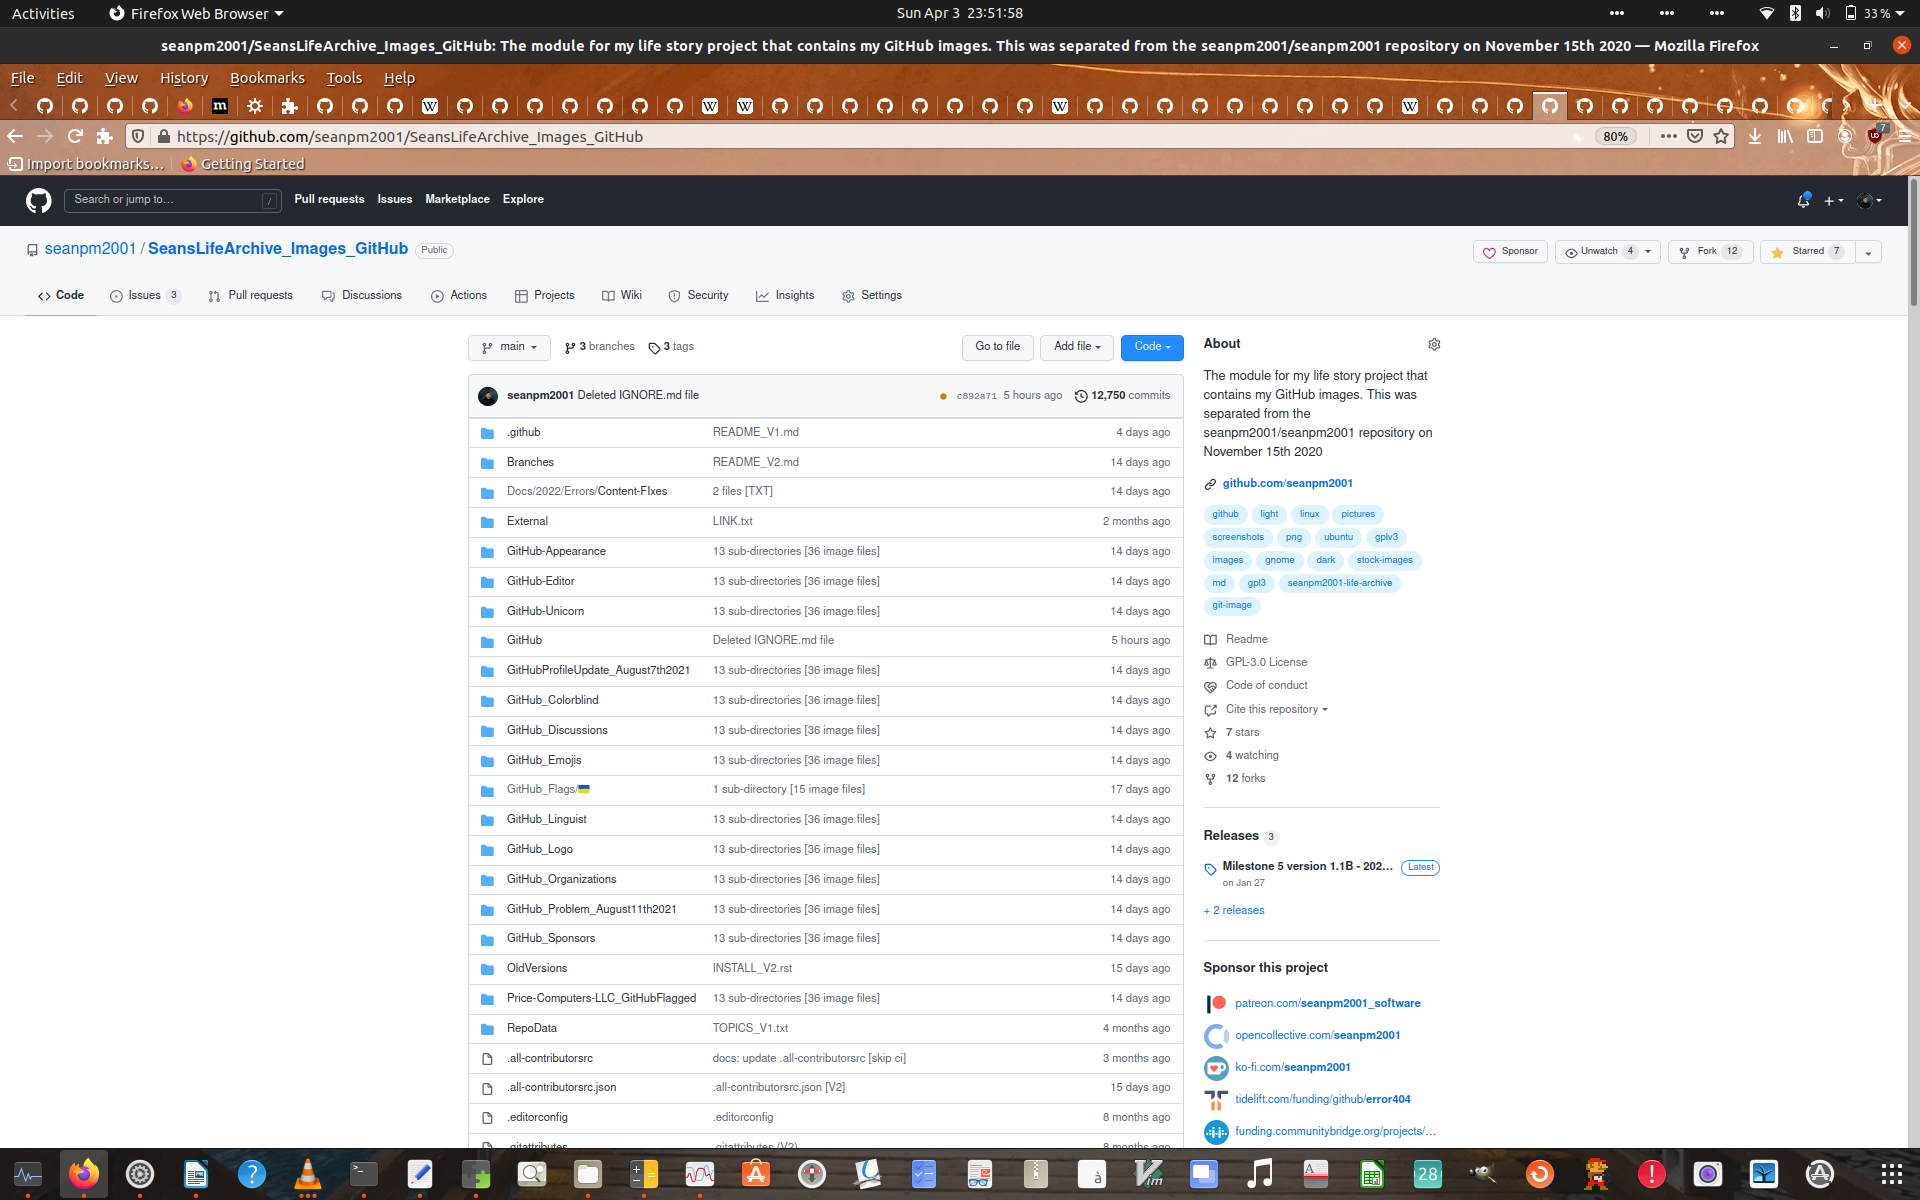 Activities Firefox Web Browser Sun Apr 3 23:51:58 33 %
seanpm2001/SeansLifeArchive_Images_GitHub: The module for my life story project that contains my GitHub images. This was separated from the seanpm2001/seanpm2001 repository on November 15th 2020 — Mozilla Firefox
File Edit View History Bookmarks Tools Help
https://github.com/seanpm2001/SeansLifeArchive_Images_GitHub 80% 7
Import bookmarks… Getting Started
Search or jump to… / Pull requests Issues Marketplace Explore
seanpm2001 / SeansLifeArchive_Images_GitHub Public Sponsor Unwatch 4 Fork 12 Starred 7
Code Issues 3 Pull requests Discussions Actions Projects Wiki Security Insights Settings
main 3 branches 3 tags Go to file Add file Code
seanpm2001 Deleted IGNORE.md file c892a71 5 hours ago 12,750 commits
.github README_V1.md 4 days ago
Branches README_V2.md 14 days ago
Docs/2022/Errors/Content-FIxes 2 files [TXT] 14 days ago
External LINK.txt 2 months ago
GitHub-Appearance 13 sub-directories [36 image files] 14 days ago
GitHub-Editor 13 sub-directories [36 image files] 14 days ago
GitHub-Unicorn 13 sub-directories [36 image files] 14 days ago
GitHub Deleted IGNORE.md file 5 hours ago
GitHubProfileUpdate_August7th2021 13 sub-directories [36 image files] 14 days ago
GitHub_Colorblind 13 sub-directories [36 image files] 14 days ago
GitHub_Discussions 13 sub-directories [36 image files] 14 days ago
GitHub_Emojis 13 sub-directories [36 image files] 14 days ago
GitHub_Flags/🇺🇦 1 sub-directory [15 image files] 17 days ago
GitHub_Linguist 13 sub-directories [36 image files] 14 days ago
GitHub_Logo 13 sub-directories [36 image files] 14 days ago
GitHub_Organizations 13 sub-directories [36 image files] 14 days ago
GitHub_Problem_August11th2021 13 sub-directories [36 image files] 14 days ago
GitHub_Sponsors 13 sub-directories [36 image files] 14 days ago
OldVersions INSTALL_V2.rst 15 days ago
Price-Computers-LLC_GitHubFlagged 13 sub-directories [36 image files] 14 days ago
RepoData TOPICS_V1.txt 4 months ago
.all-contributorsrc docs: update .all-contributorsrc [skip ci] 3 months ago
.all-contributorsrc.json .all-contributorsrc.json [V2] 15 days ago
.editorconfig .editorconfig 8 months ago
.gitattributes .gitattributes (V2) 8 months ago
About
The module for my life story project that
contains my GitHub images. This was
separated from the
seanpm2001/seanpm2001 repository on
November 15th 2020
github.com/seanpm2001
github light linux pictures
screenshots png ubuntu gplv3
images gnome dark stock-images
md gpl3 seanpm2001-life-archive
git-image
Readme
GPL-3.0 License
Code of conduct
Cite this repository
7 stars
4 watching
12 forks
Releases 3
Milestone 5 version 1.1B - 202… Latest
on Jan 27
+ 2 releases
Sponsor this project
patreon.com/seanpm2001_software
opencollective.com/seanpm2001
ko-fi.com/seanpm2001
tidelift.com/funding/github/error404
funding.communitybridge.org/projects/…
28